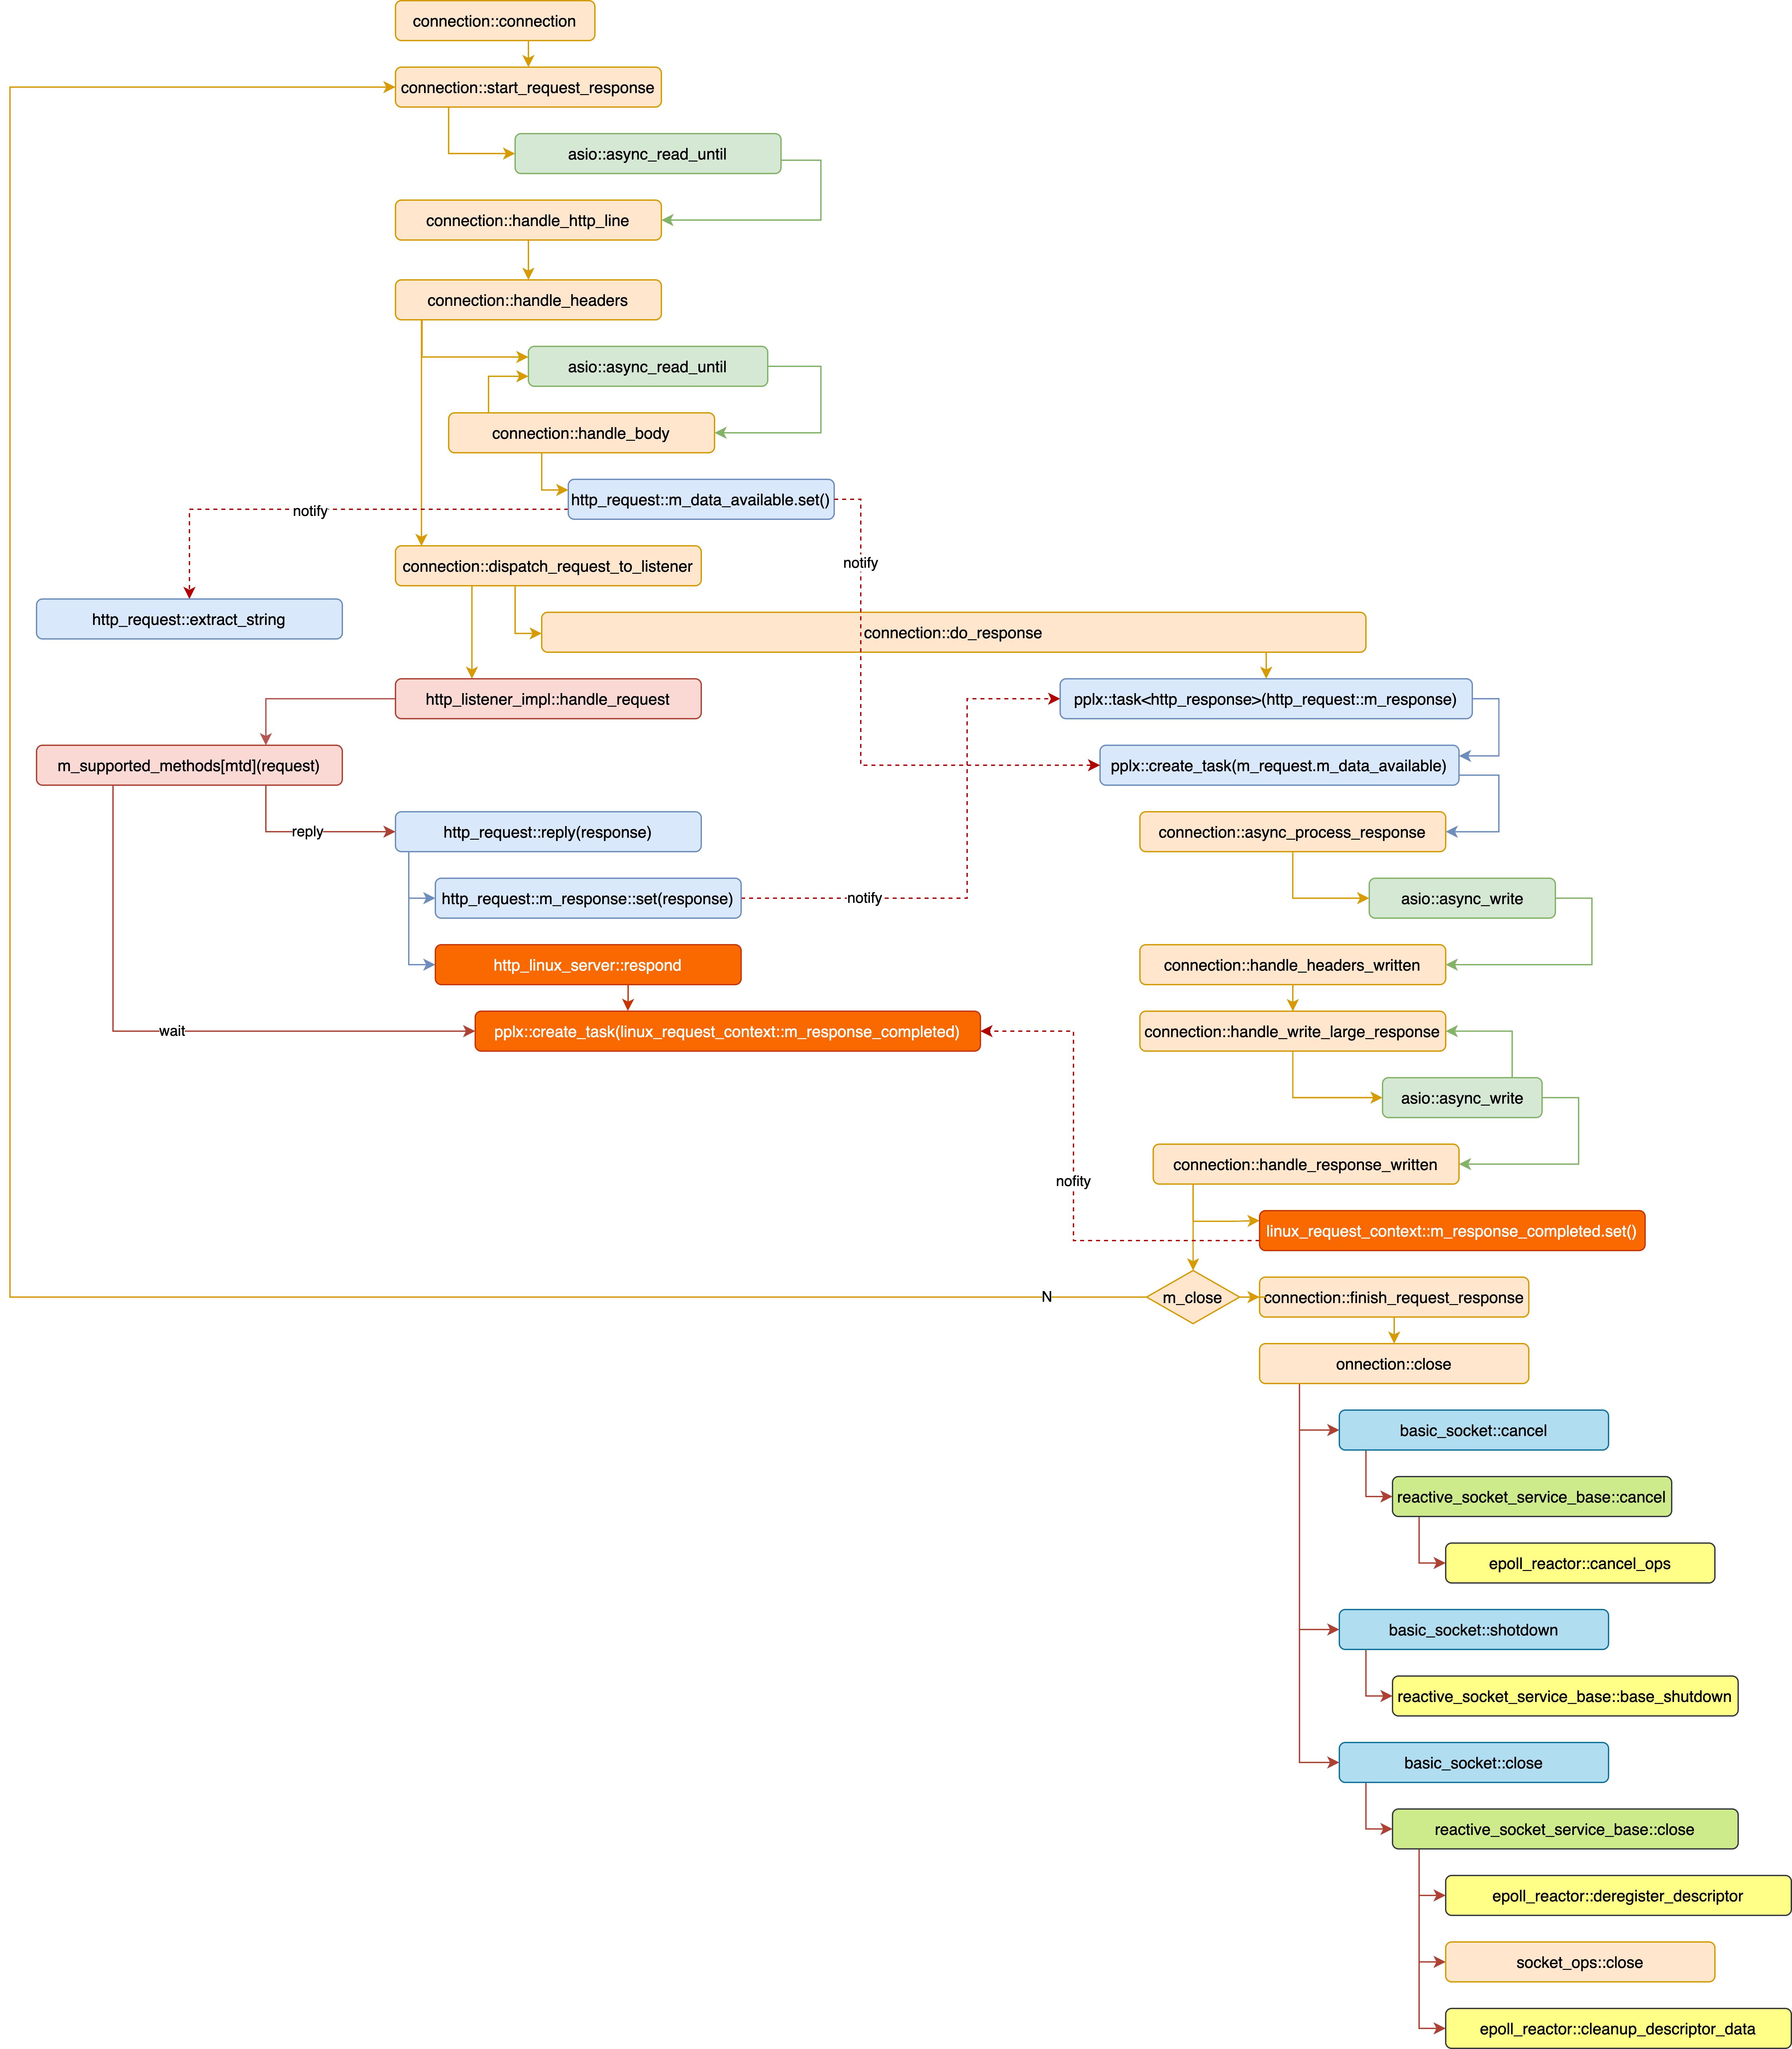 connection::connection
connection::start_request_response
asio::async_read_until
connection::handle_http_line
connection::handle_headers
asio::async_read_until
connection::handle_body
http_request::m_data_available.set()
notify
connection::dispatch_request_to_listener
notify
http_request::extract_string
connection::do_response
http_listener_impl::handle_request
pplx::task<http_response>(http_request::m_response)
m_supported_methods[mtd](request)
pplx::create_task(m_request.m_data_available)
reply
http_request::reply(response)
connection::async_process_response
http_request::m_response::set(response)
notify
asio::async_write
http_linux_server::respond
connection::handle_headers_written
wait
pplx::create_task(linux_request_context::m_response_completed)
connection::handle_write_large_response
asio::async_write
connection::handle_response_written
nofity
linux_request_context::m_response_completed.set()
N
m_close
connection::finish_request_response
onnection::close
basic_socket::cancel
reactive_socket_service_base::cancel
epoll_reactor::cancel_ops
basic_socket::shotdown
reactive_socket_service_base::base_shutdown
basic_socket::close
reactive_socket_service_base::close
epoll_reactor::deregister_descriptor
socket_ops::close
epoll_reactor::cleanup_descriptor_data